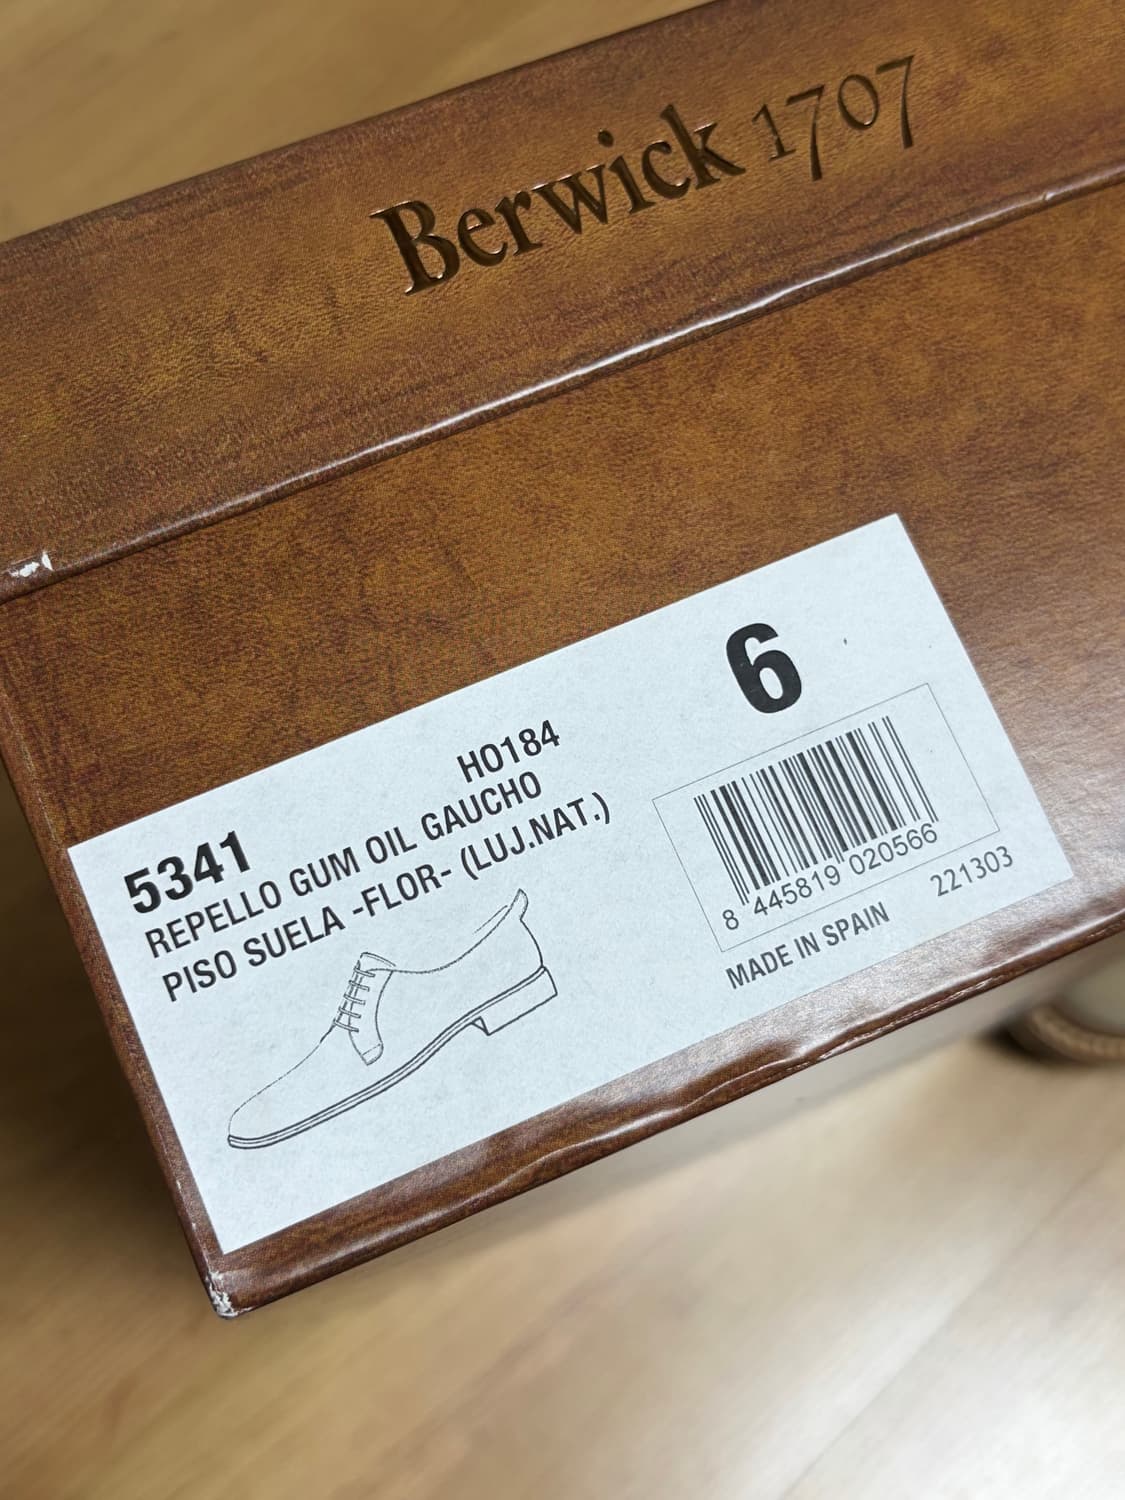 Berwick 1707
6
HO184
5341
REPELLO GUM OIL GAUCHO
PISO SUELA -FLOR- (LUJ.NAT.)
8 445819 020566
MADE IN SPAIN
221303